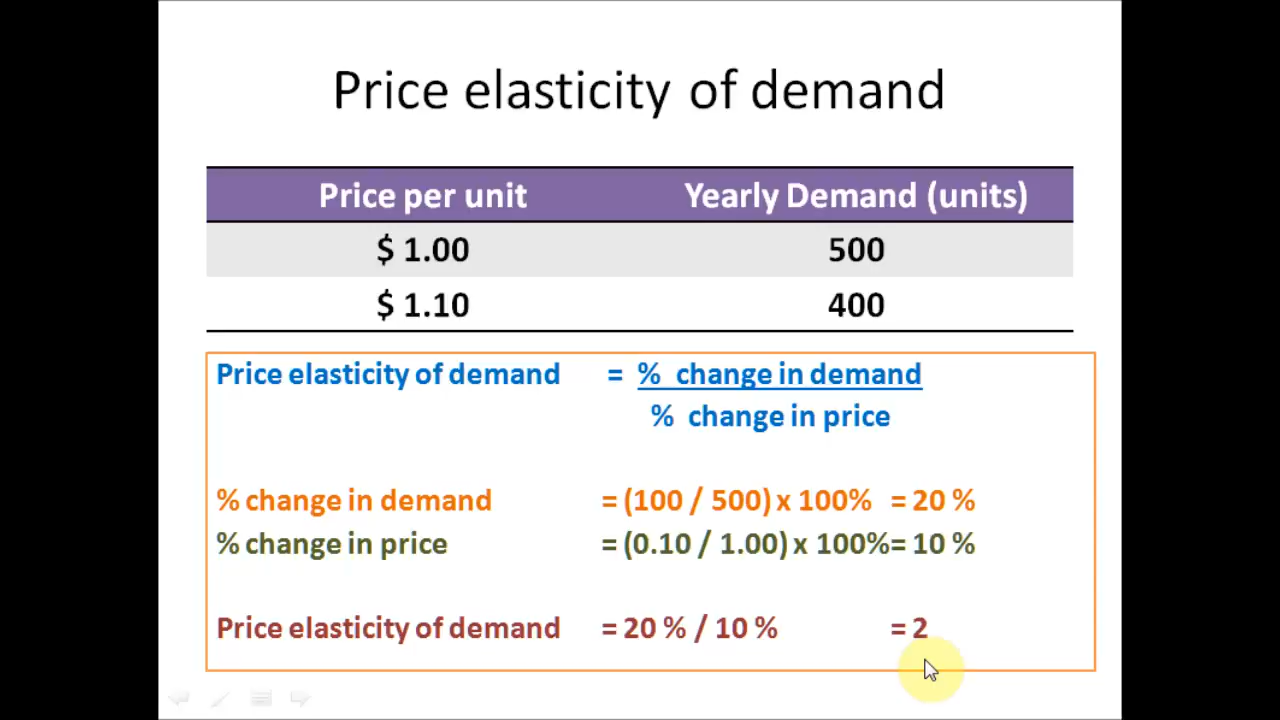 Price elasticity of demand
Price per unit Yearly Demand (units)
$ 1.00 500
$ 1.10 400
Price elasticity of demand = % change in demand
% change in price
% change in demand = (100 / 500) x 100% = 20 %
% change in price = (0.10 / 1.00) x 100%= 10 %
Price elasticity of demand = 20 % / 10 % = 2